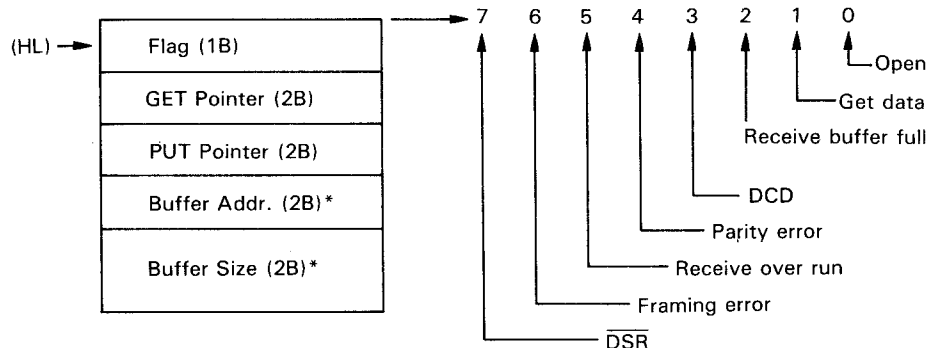 7 6 5 4 3 2 1 0
(HL)
Flag (1B)
Open
GET Pointer (2B)
Get data
Receive buffer full
PUT Pointer (2B)
Buffer Addr. (2B)*
DCD
Parity error
Buffer Size (2B)*
Receive over run
Framing error
DSR